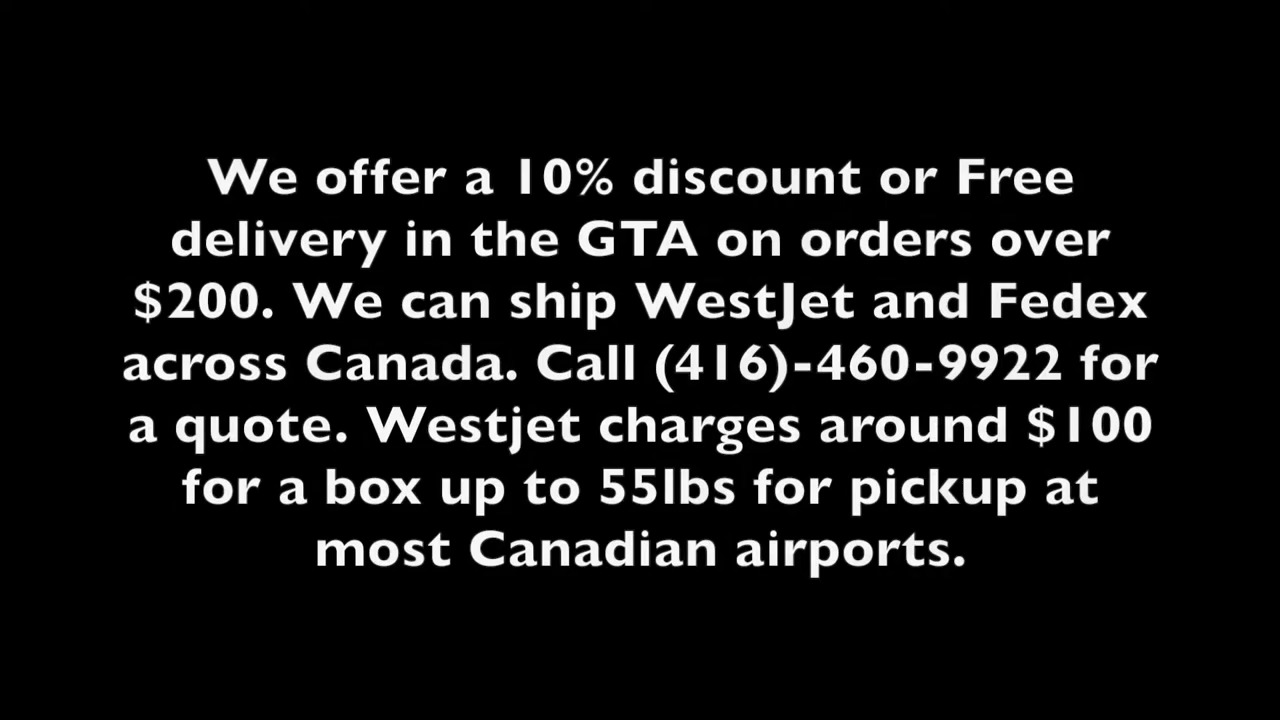 We offer a 10% discount or Free
delivery in the GTA on orders over
$200. We can ship WestJet and Fedex
across Canada. Call (416)-460-9922 for
a quote. Westjet charges around $100
for a box up to 55lbs for pickup at
most Canadian airports.